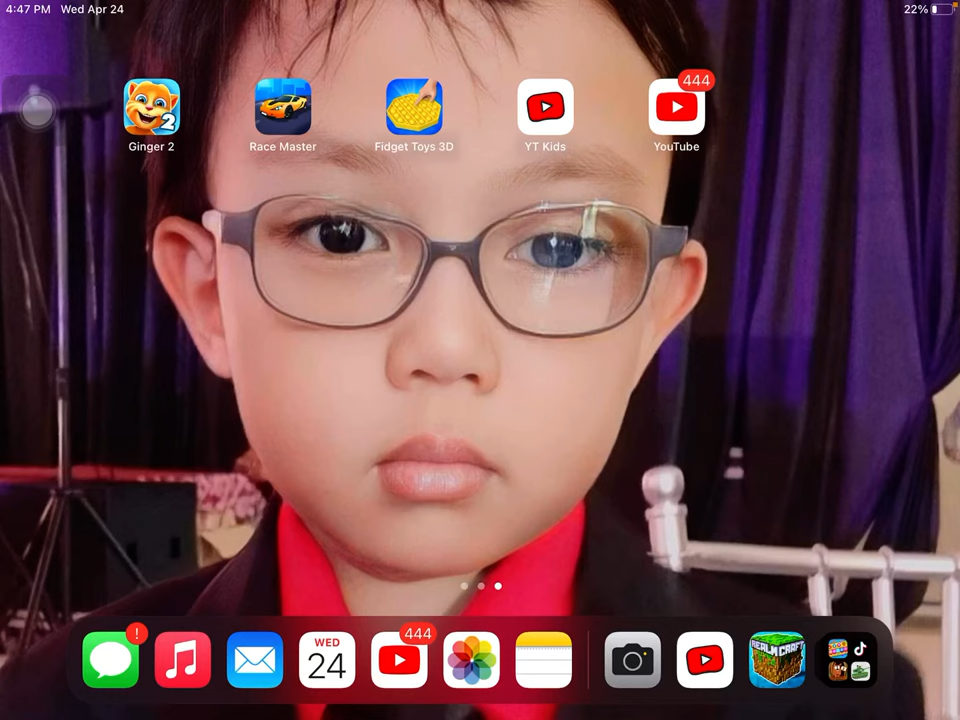 4:47 PM Wed Apr 24 22%
444
Ginger 2 Race Master Fidget Toys 3D YT Kids YouTube
! 444
WED
24
REALMCRAFT